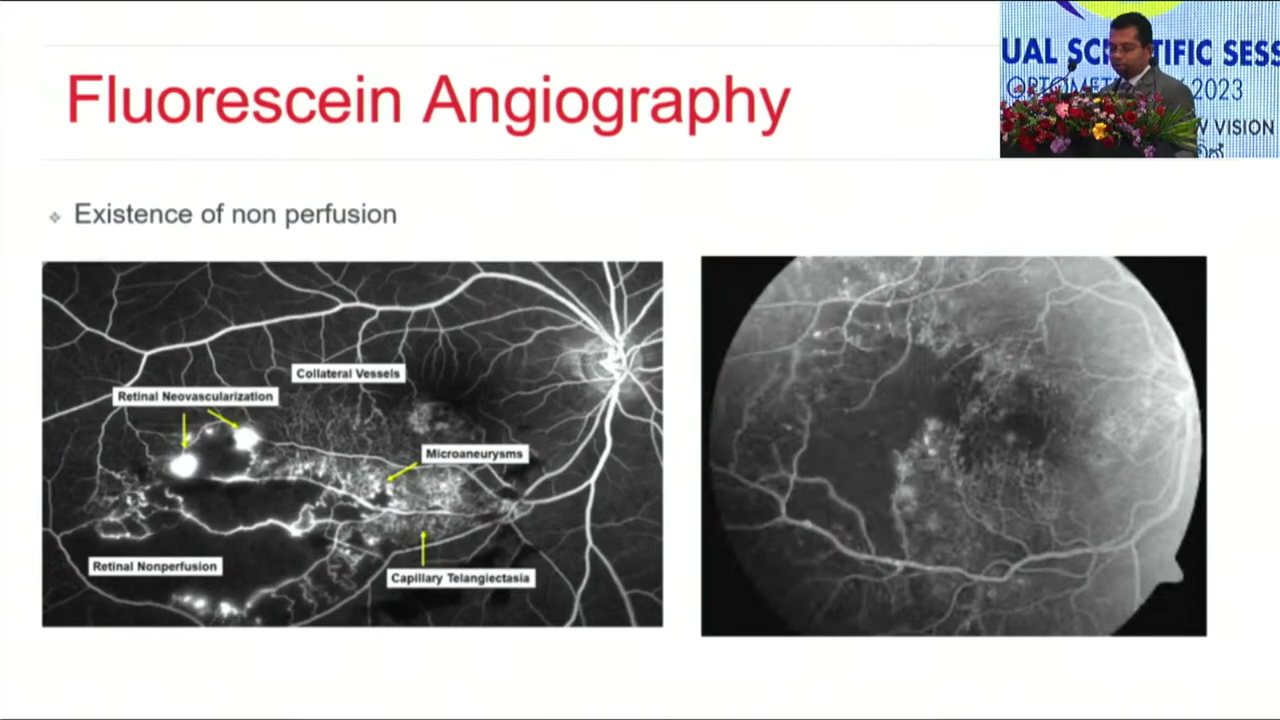 Fluorescein Angiography
UAL SCIENTIFIC SESS
2023
W VISION
Existence of non perfusion
Collateral Vessels
Retinal Neovascularization
Microaneurysms
Retinal Nonperfusion
Capillary Telangiectasia